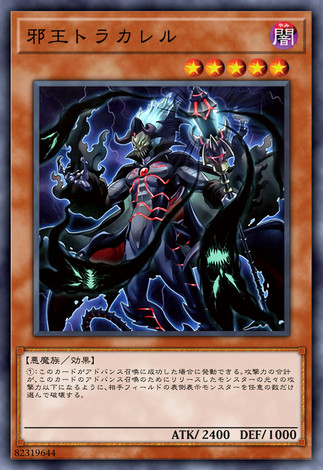 邪王トラカレル
闇
やみ
【悪魔族／効果】
①：このカードがアドバンス召喚に成功した場合に発動できる。攻撃力の合計
が、このカードのアドバンス召喚のためにリリースしたモンスターの元々の攻
撃力以下になるように、相手フィールドの表側表示モンスターを任意の数だけ
選んで破壊する。
ATK/ 2400 DEF/1000
82319644